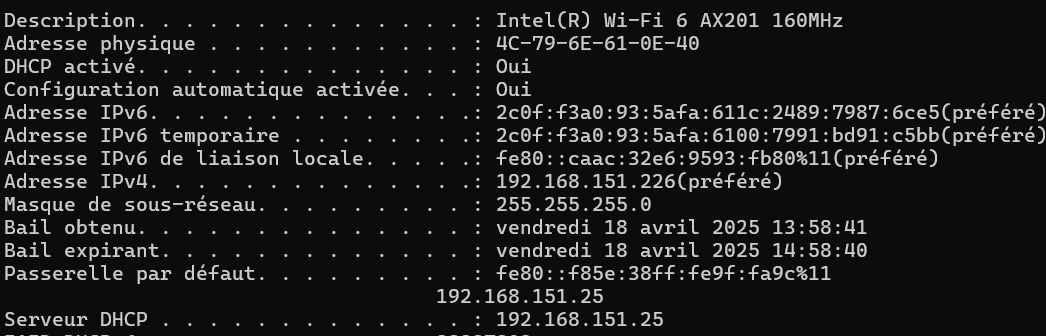 Description. . . . . . . . . . . . . . : Intel(R) Wi-Fi 6 AX201 160MHz
Adresse physique . . . . . . . . . . . : 4C-79-6E-61-0E-40
DHCP activé. . . . . . . . . . . . . . : Oui
Configuration automatique activée. . . : Oui
Adresse IPv6. . . . . . . . . . . . . .: 2c0f:f3a0:93:5afa:611c:2489:7987:6ce5(préféré)
Adresse IPv6 temporaire . . . . . . . .: 2c0f:f3a0:93:5afa:6100:7991:bd91:c5bb(préféré)
Adresse IPv6 de liaison locale. . . . .: fe80::caac:32e6:9593:fb80%11(préféré)
Adresse IPv4. . . . . . . . . . . . . .: 192.168.151.226(préféré)
Masque de sous-réseau. . . . . . . . . : 255.255.255.0
Bail obtenu. . . . . . . . . . . . . . : vendredi 18 avril 2025 13:58:41
Bail expirant. . . . . . . . . . . . . : vendredi 18 avril 2025 14:58:40
Passerelle par défaut. . . . . . . . . : fe80::f85e:38ff:fe9f:fa9c%11
192.168.151.25
Serveur DHCP . . . . . . . . . . . . . : 192.168.151.25